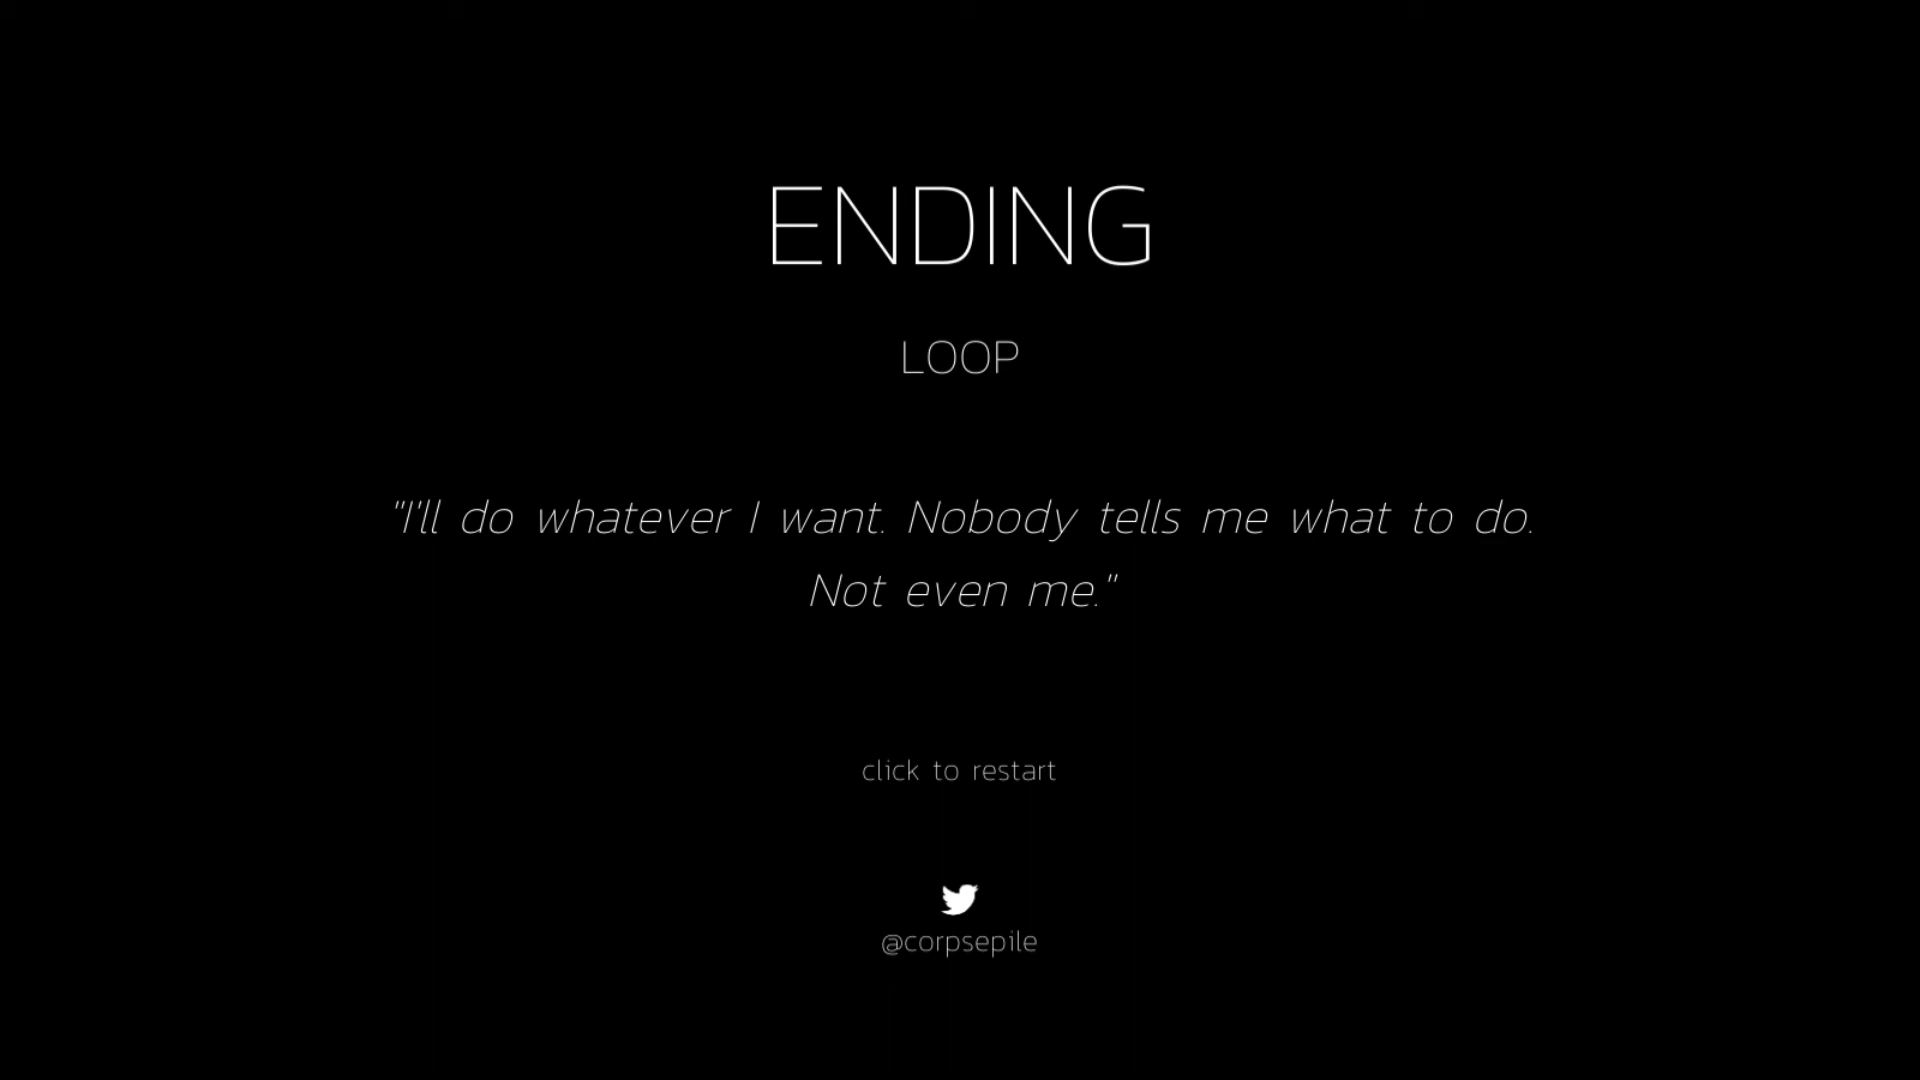 ENDING
LOOP
"I'll do whatever I want. Nobody tells me what to do.
Not even me."
click to restart
@corpsepile